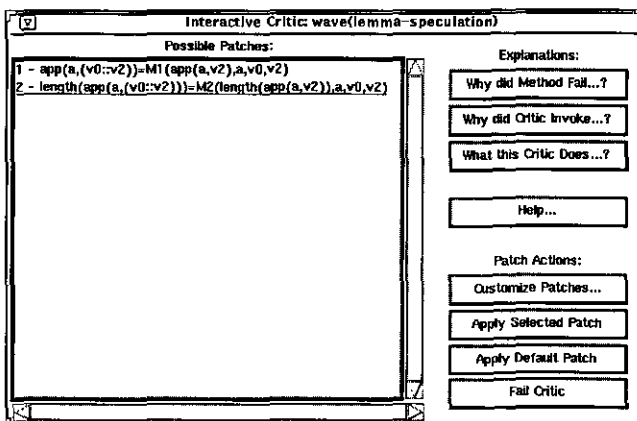 Interactive Critic: wave(lemma-speculation)
Possible Patches:
1 - app(a,(v0::v2))=M1(app(a,v2),a,v0,v2)
2 - length(app(a,(v0::v2)))=M2(length(app(a,v2)),a,v0,v2)
Explanations:
Why did Method Fail...?
Why did Critic Invoke...?
What this Critic Does...?
Help...
Patch Actions:
Customize Patches...
Apply Selected Patch
Apply Default Patch
Fail Critic